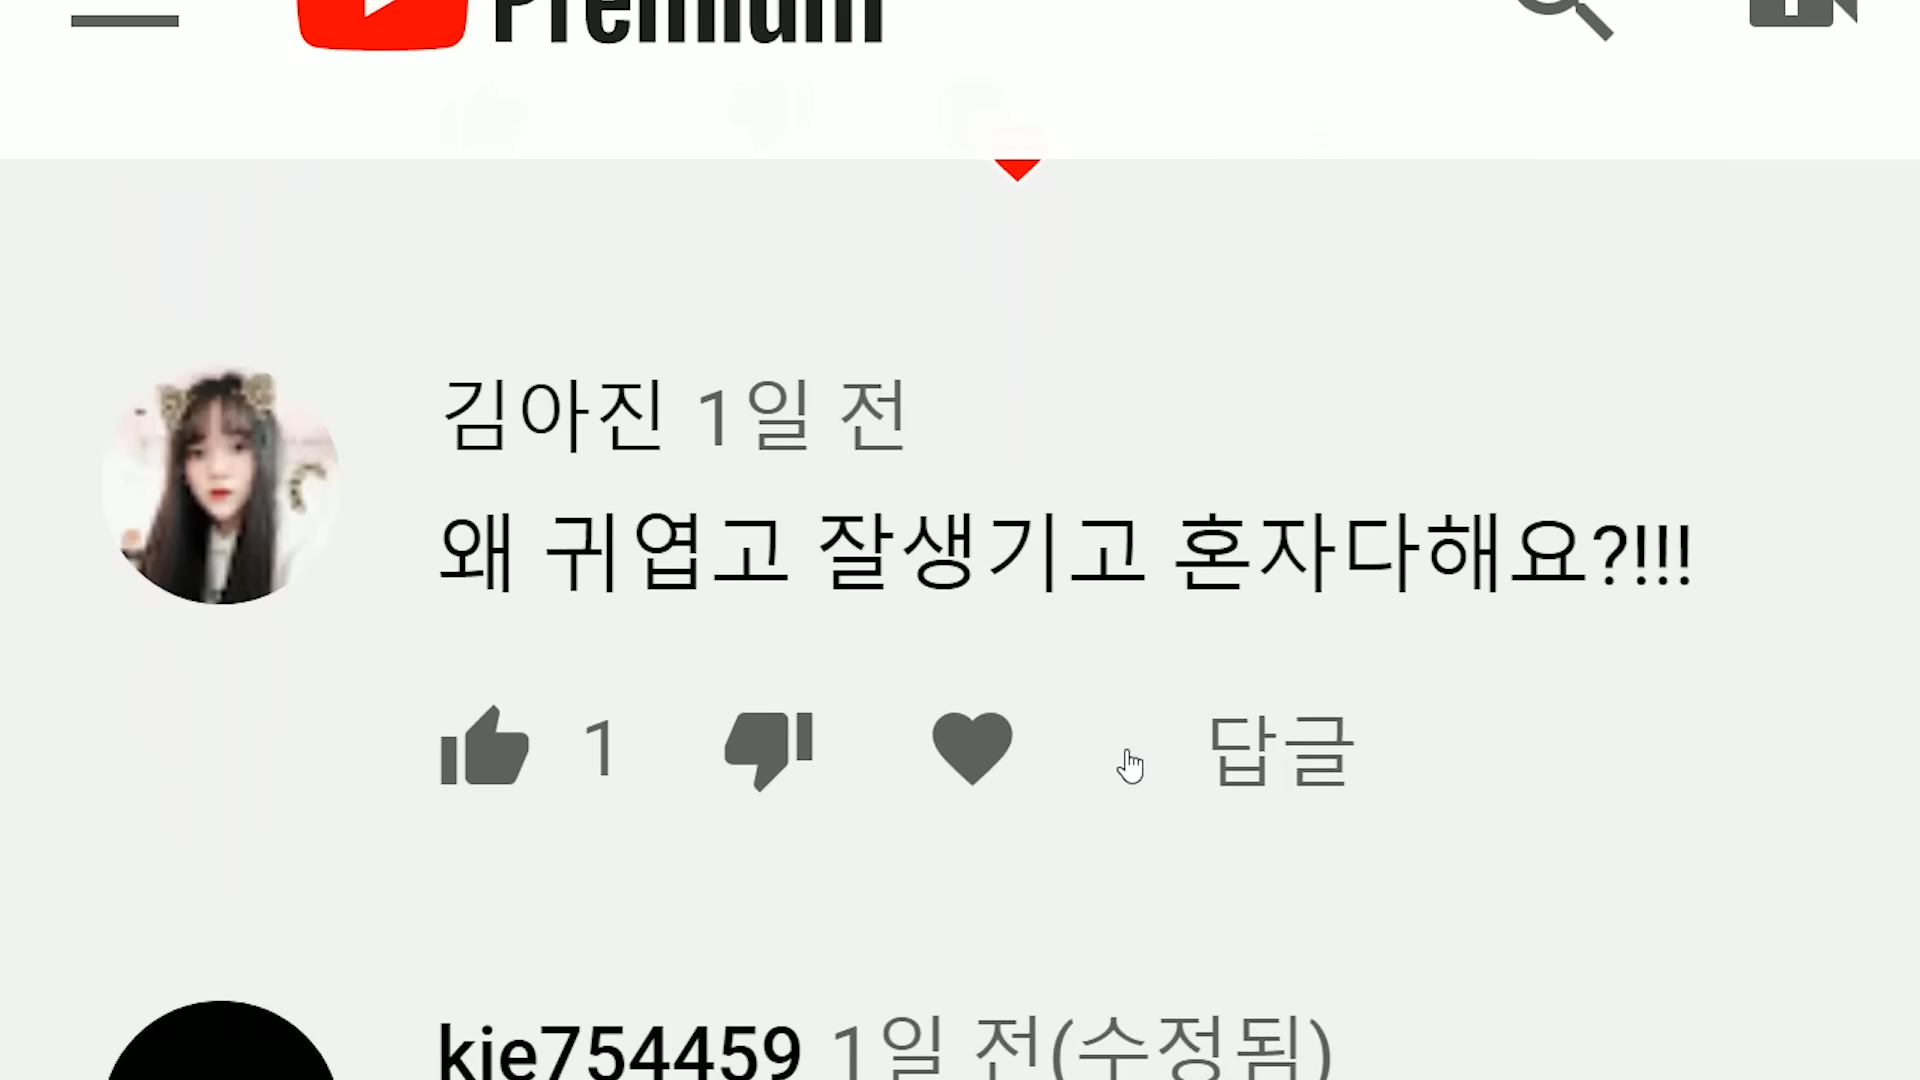 Premium
김아진 1일 전
왜 귀엽고 잘생기고 혼자다해요?!!!
1 답글
kie754459 1일 전(수정됨)